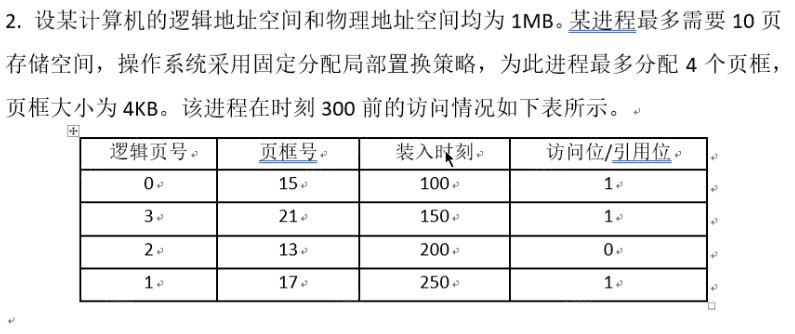 2. 设某计算机的逻辑地址空间和物理地址空间均为 1MB。某进程最多需要 10 页
存储空间，操作系统采用固定分配局部置换策略，为此进程最多分配 4 个页框，
页框大小为 4KB。该进程在时刻 300 前的访问情况如下表所示。
逻辑页号 页框号 装入时刻 访问位/引用位
0 15 100 1
3 21 150 1
2 13 200 0
1 17 250 1